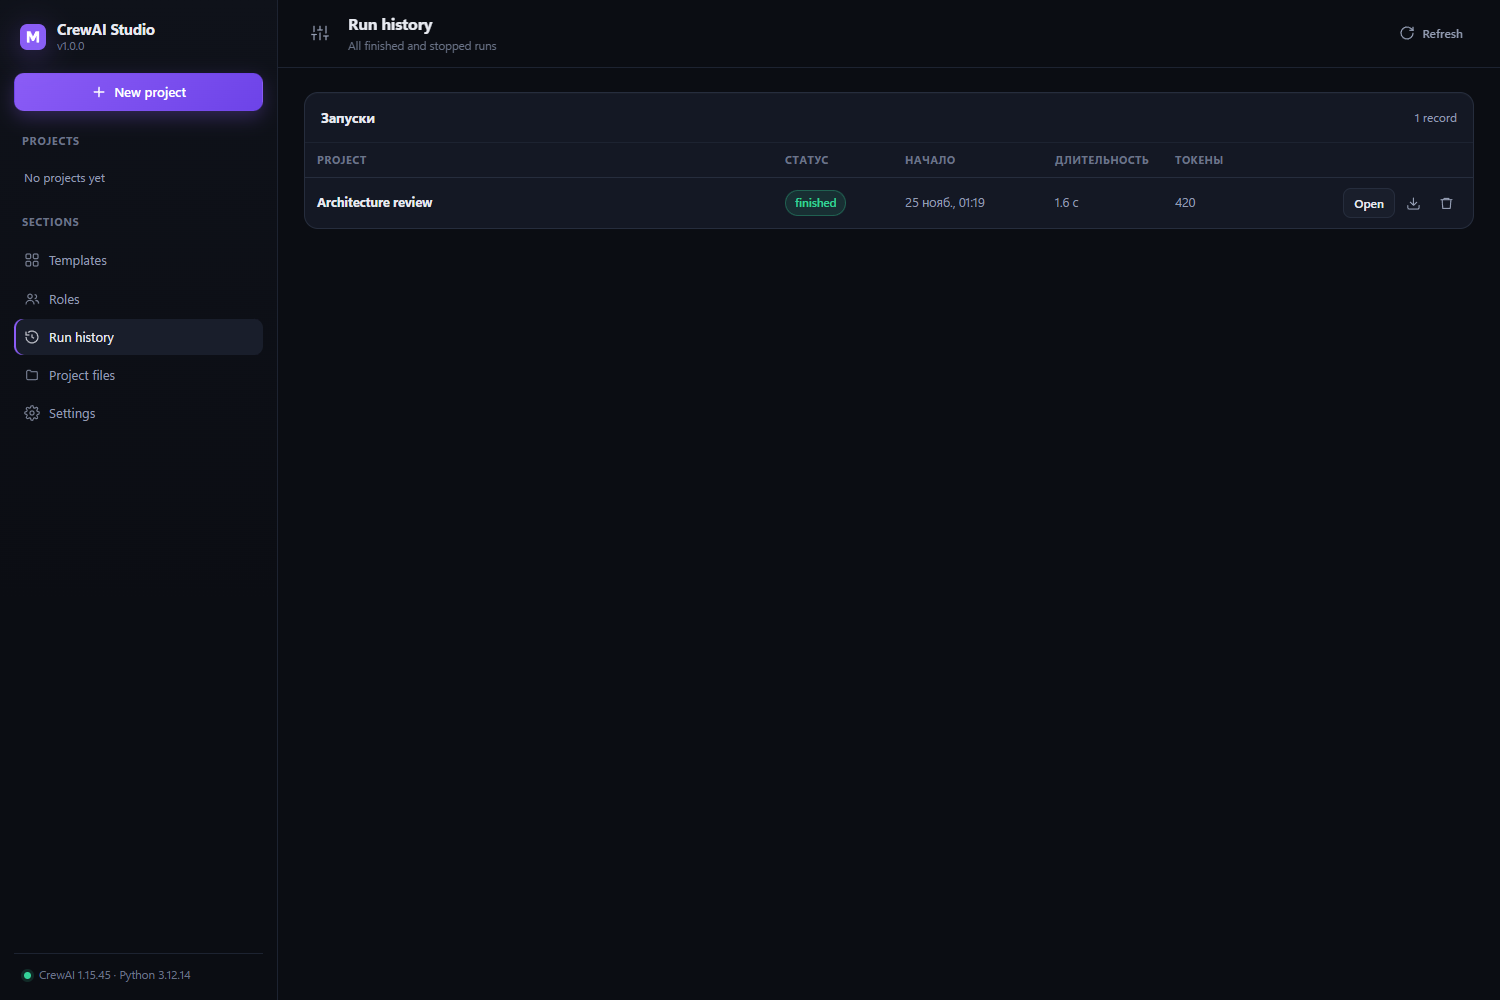 CrewAI Studio
v1.0.0
New project
PROJECTS
No projects yet
SECTIONS
Templates
Roles
Run history
Project files
Settings
CrewAI 1.15.45 · Python 3.12.14
Run history
All finished and stopped runs
Refresh
Запуски
1 record
PROJECT СТАТУС НАЧАЛО ДЛИТЕЛЬНОСТЬ ТОКЕНЫ
Architecture review finished 25 нояб., 01:19 1.6 с 420 Open